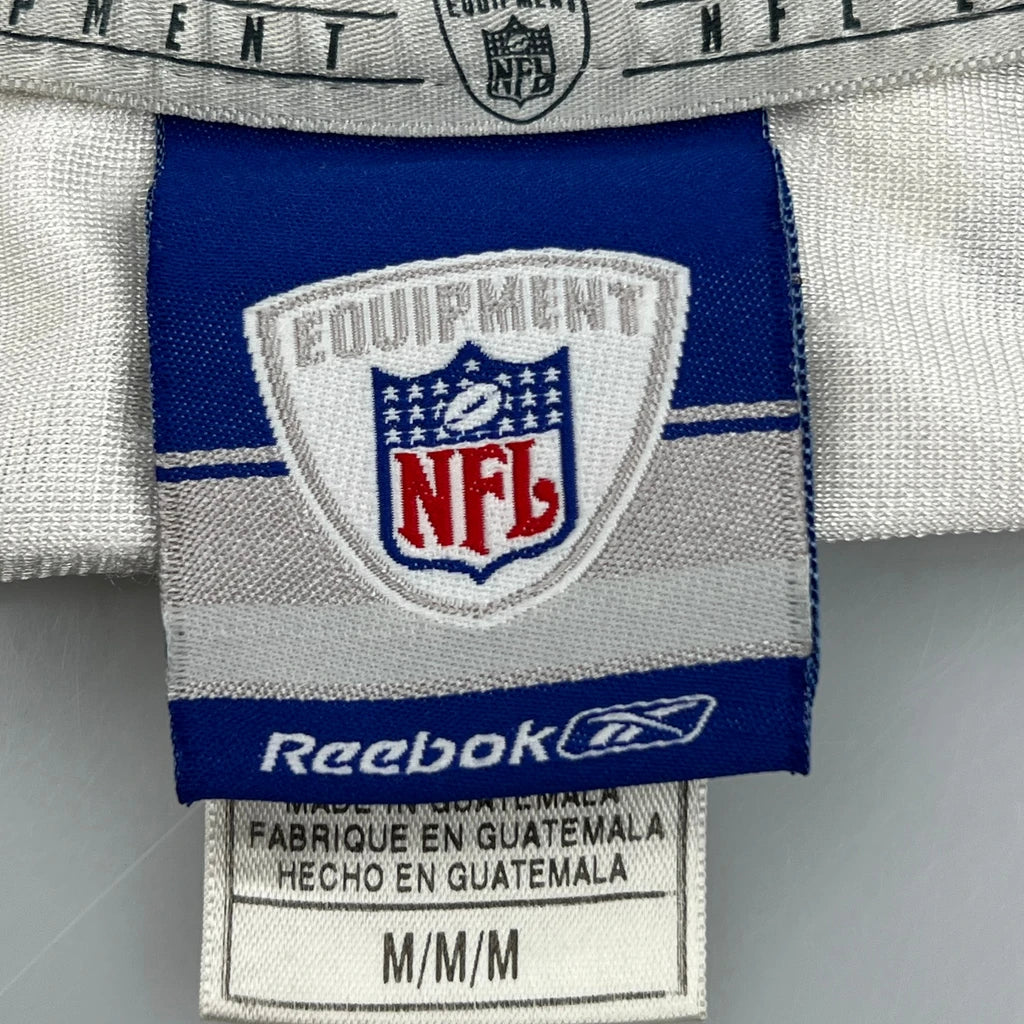 PMENT EQUIPMENT NFL E
NFL
EQUIPMENT
NFL
Reebok
MADE IN GUATEMALA
FABRIQUE EN GUATEMALA
HECHO EN GUATEMALA
M/M/M